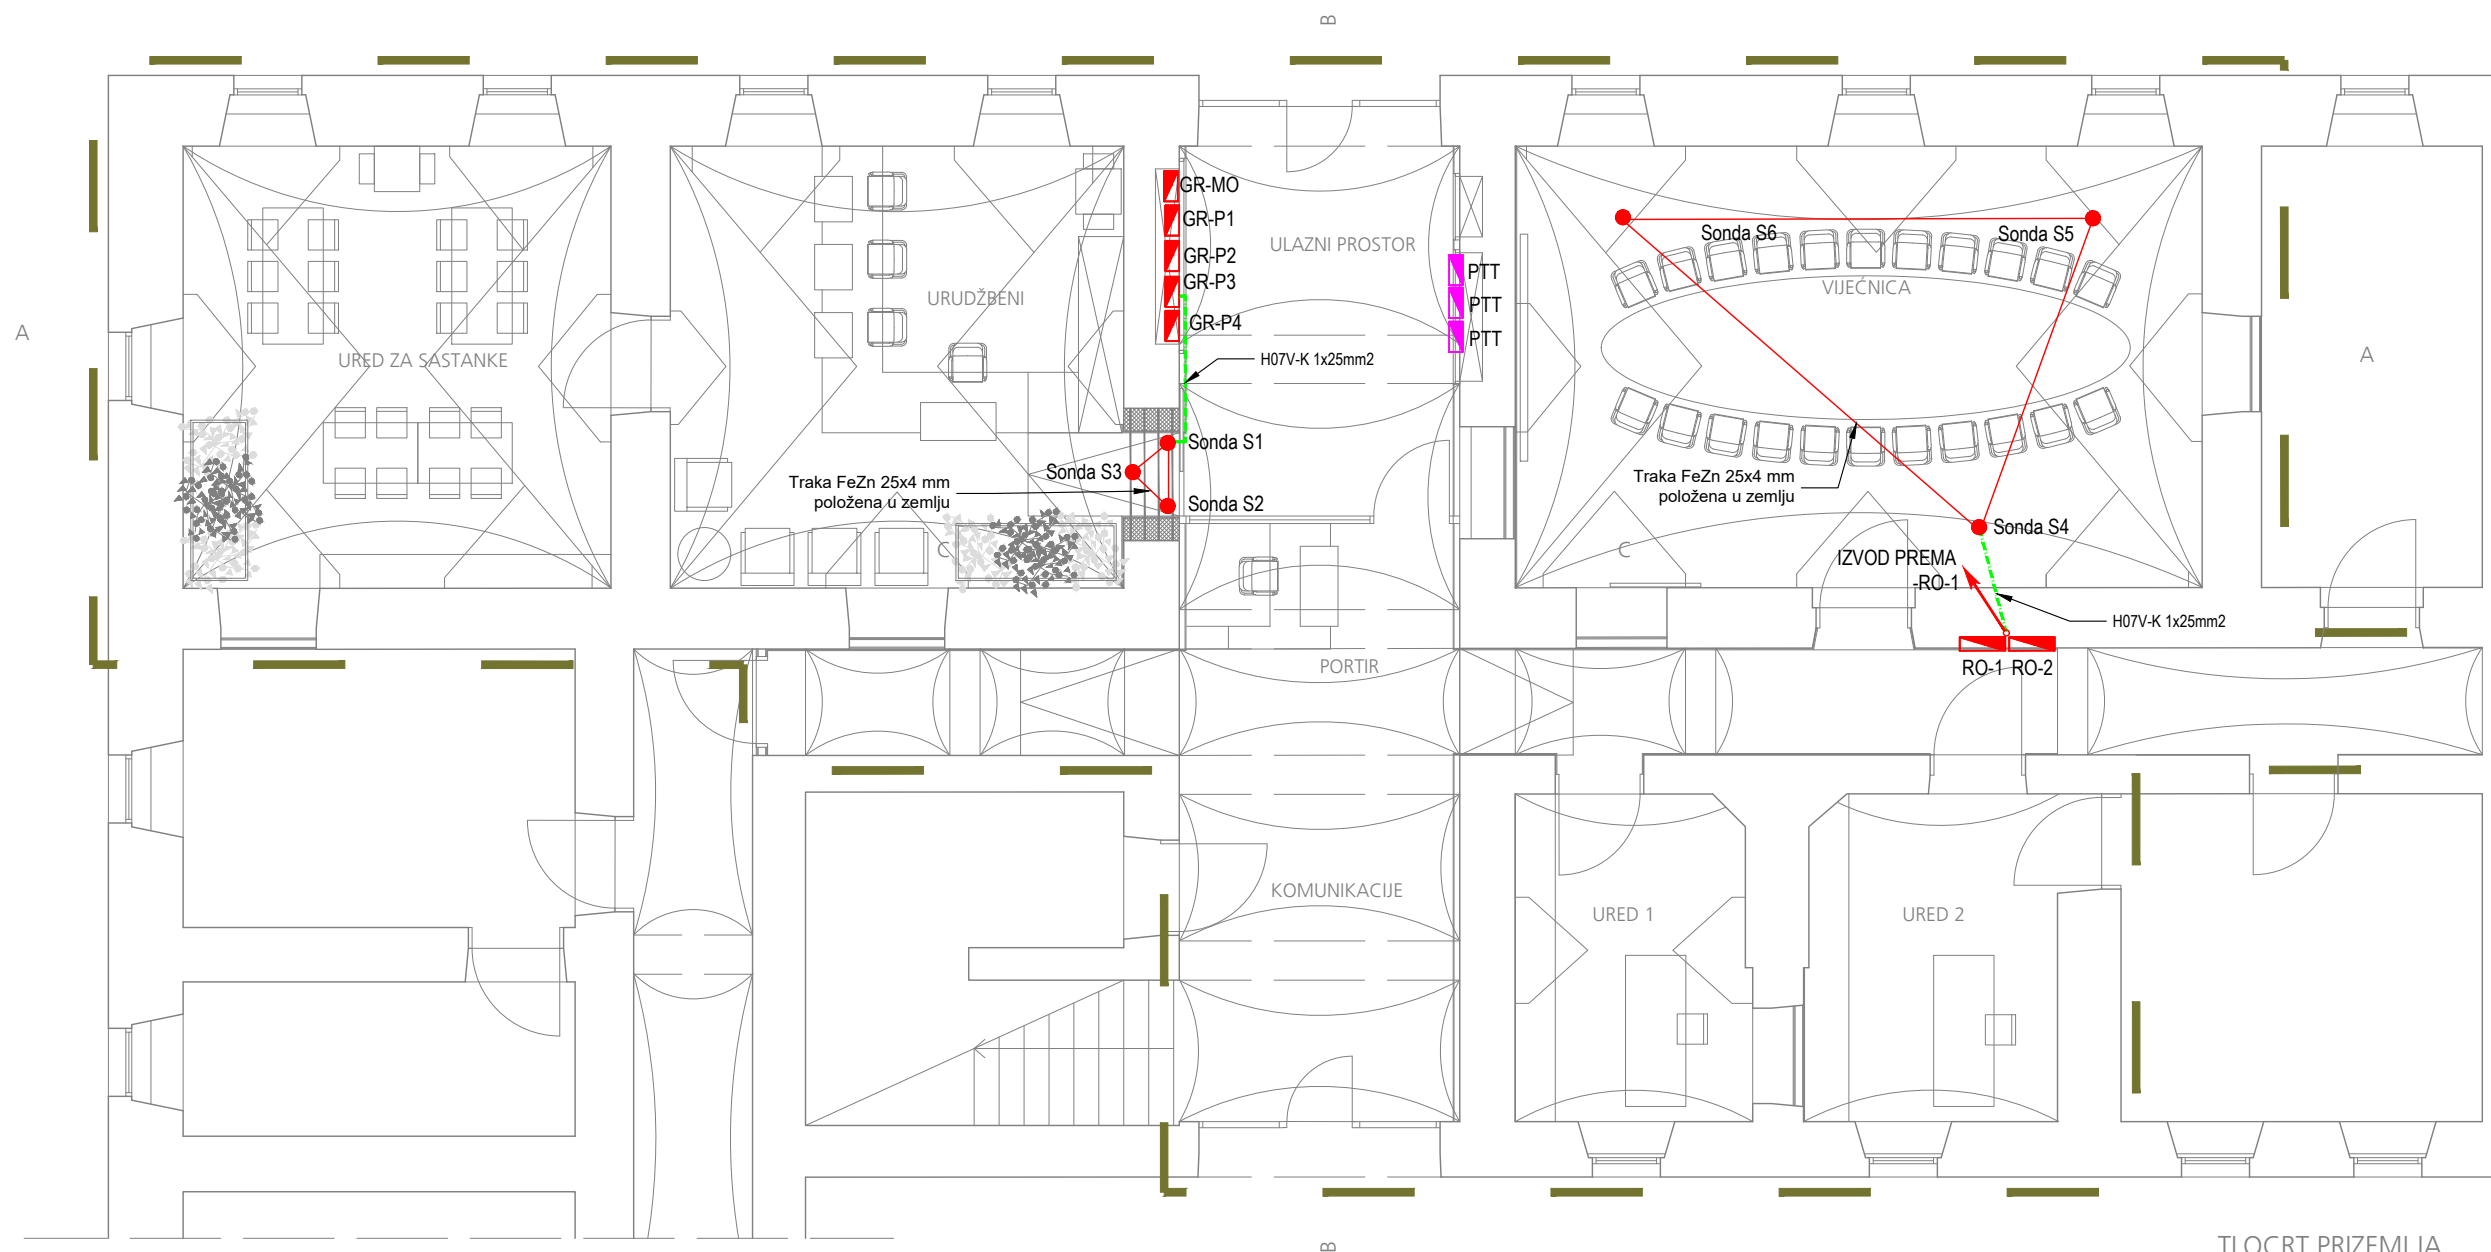 B
GR-MO
GR-P1
GR-P2
GR-P3
GR-P4
ULAZNI PROSTOR
PTT
PTT
PTT
Sonda S6
Sonda S5
VIJEĆNICA
URUDŽBENI
A
URED ZA SASTANKE
H07V-K 1x25mm2
A
Sonda S1
Sonda S3
Traka FeZn 25x4 mm
položena u zemlju
Sonda S2
Traka FeZn 25x4 mm
položena u zemlju
Sonda S4
C
C
IZVOD PREMA
-RO-1
H07V-K 1x25mm2
PORTIR
RO-1
RO-2
KOMUNIKACIJE
URED 1
URED 2
B
TLOCRT PRIZEMLJA